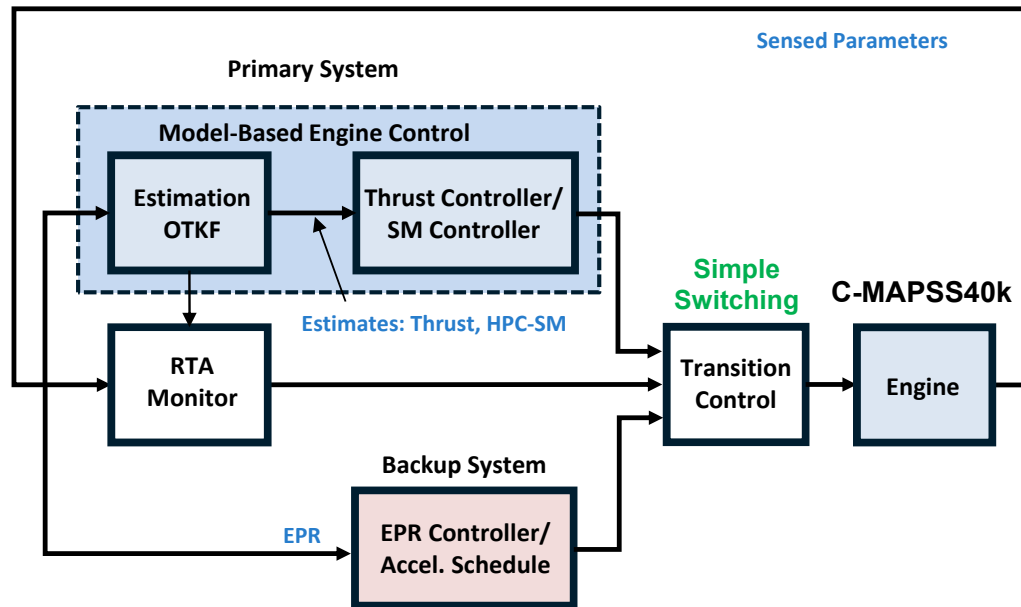 Sensed Parameters
Primary System
Model-Based Engine Control
Estimation
OTKF
Thrust Controller/
SM Controller
Estimates: Thrust, HPC-SM
Simple
Switching
C-MAPSS40k
RTA
Monitor
Transition
Control
Engine
Backup System
EPR
EPR Controller/
Accel. Schedule